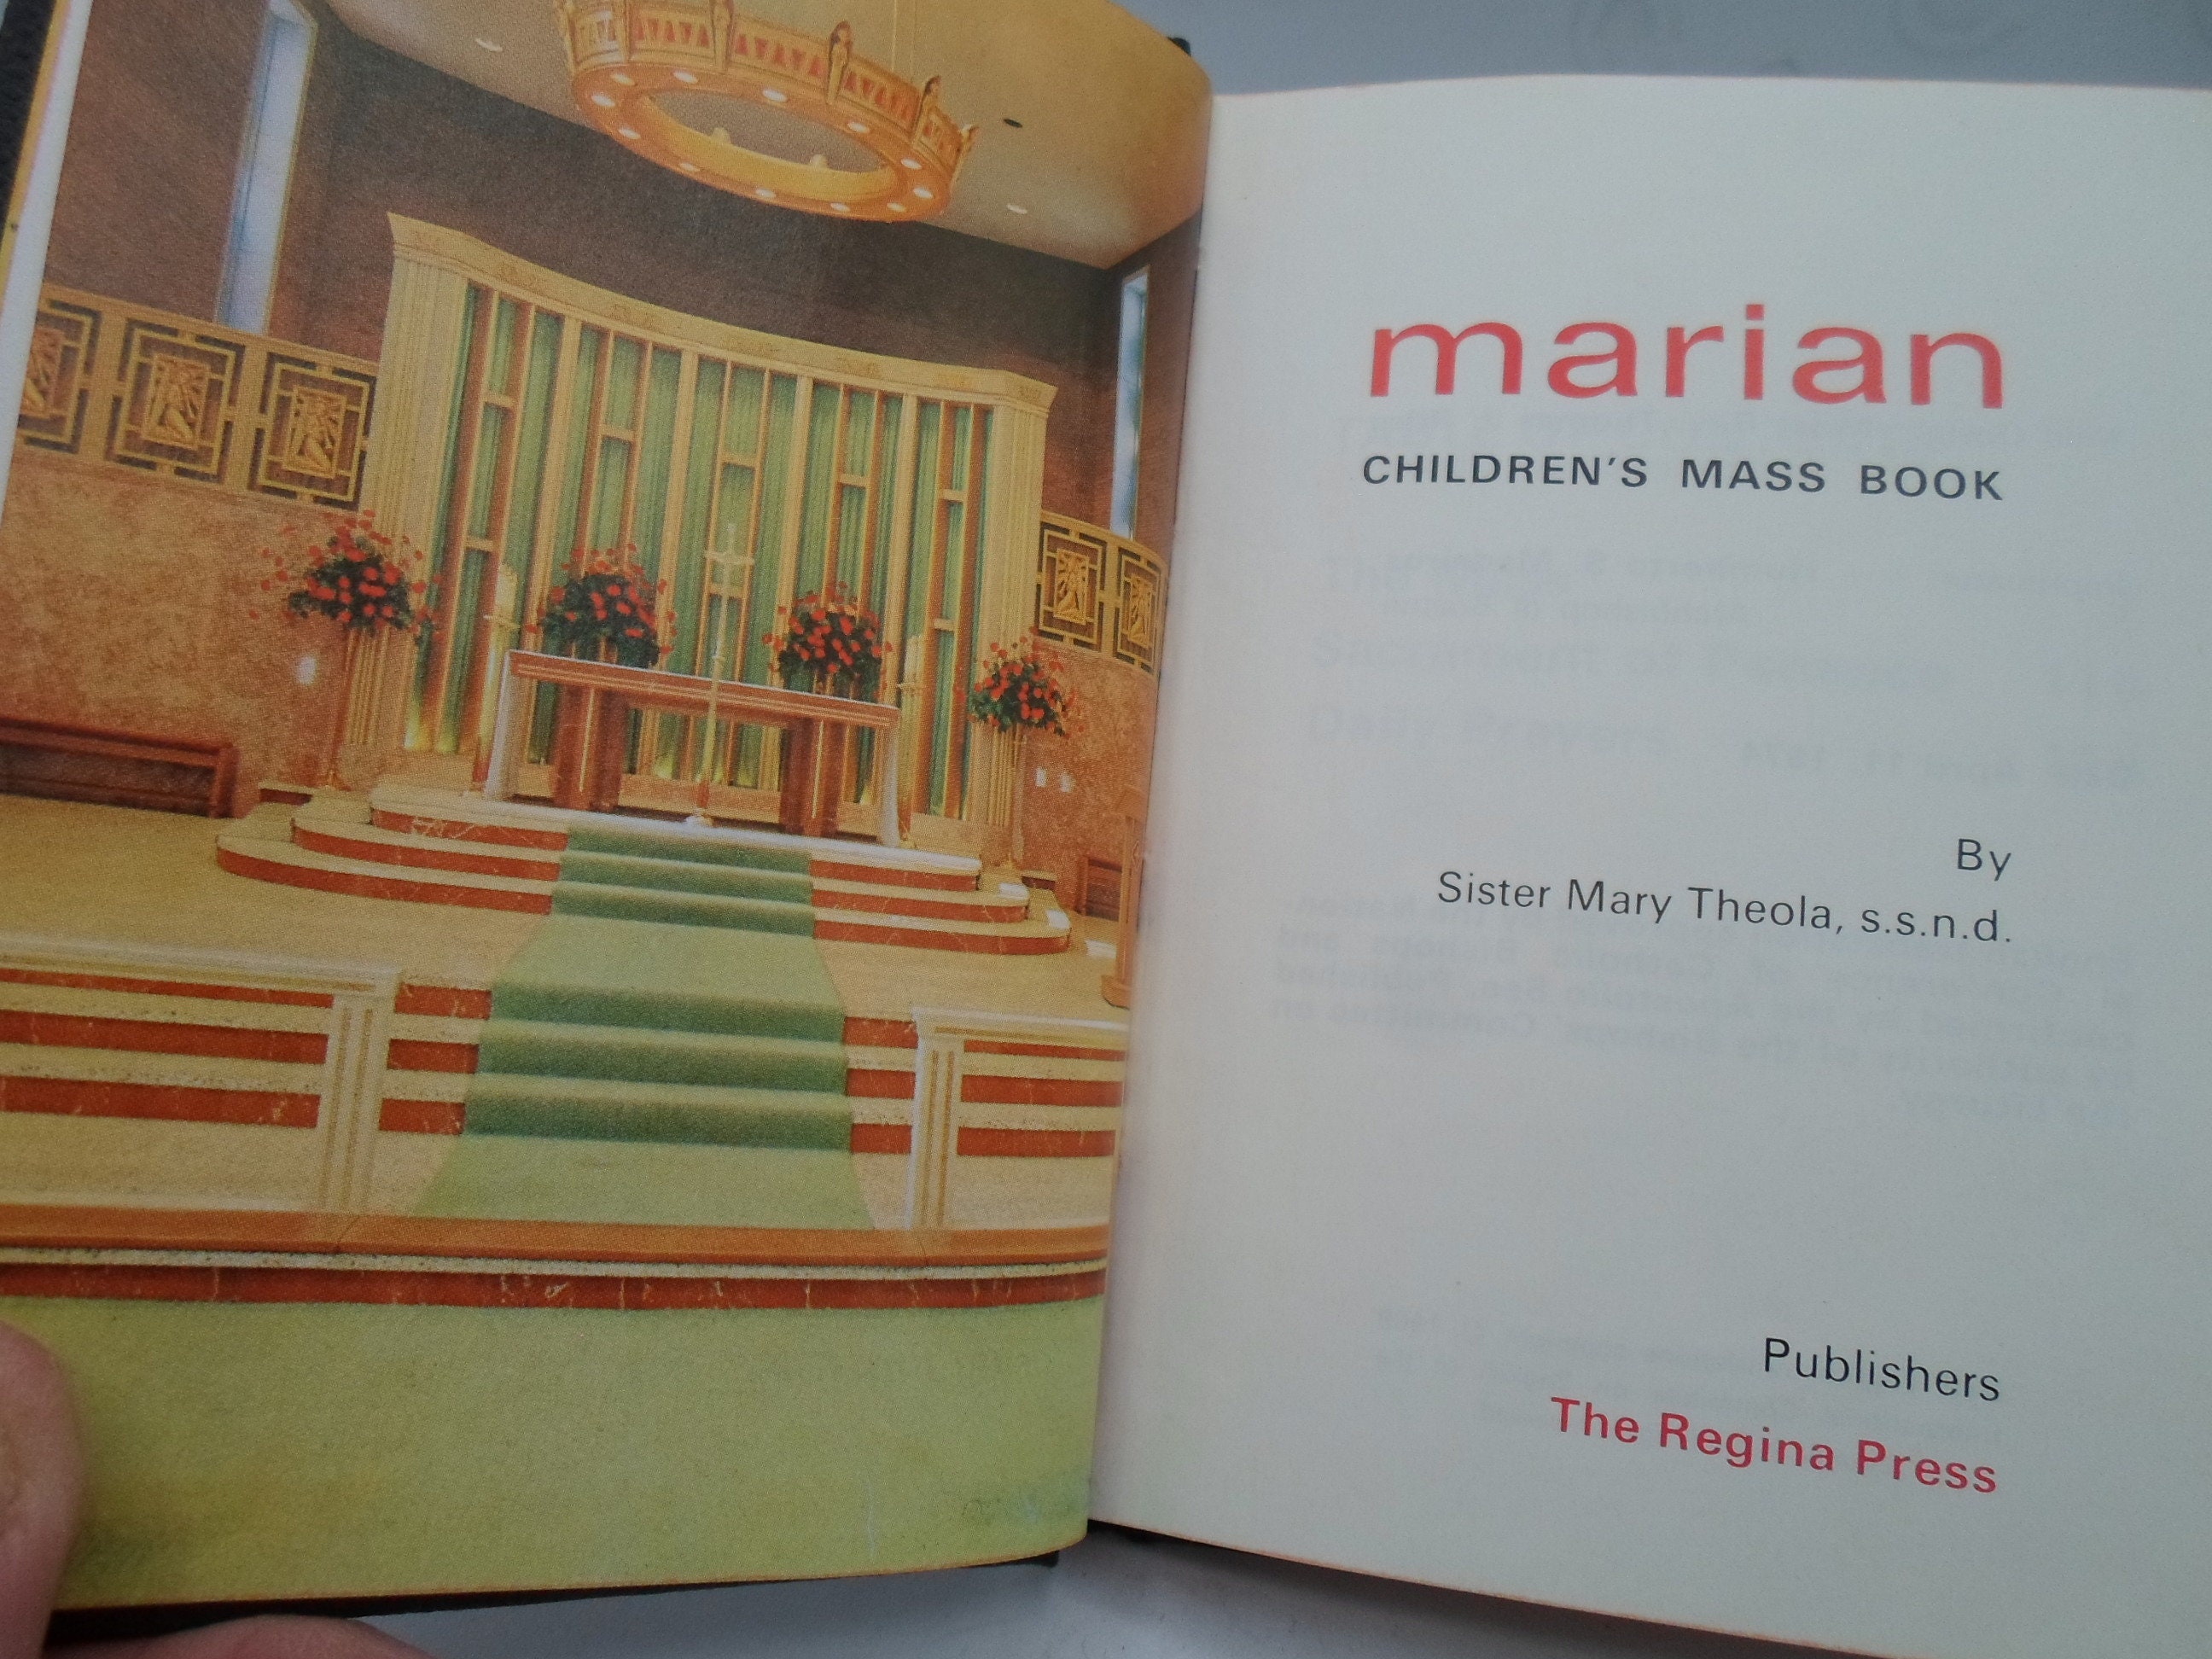 marian
CHILDREN'S MASS BOOK
By
Sister Mary Theola, s.s.n.d.
Publishers
The Regina Press